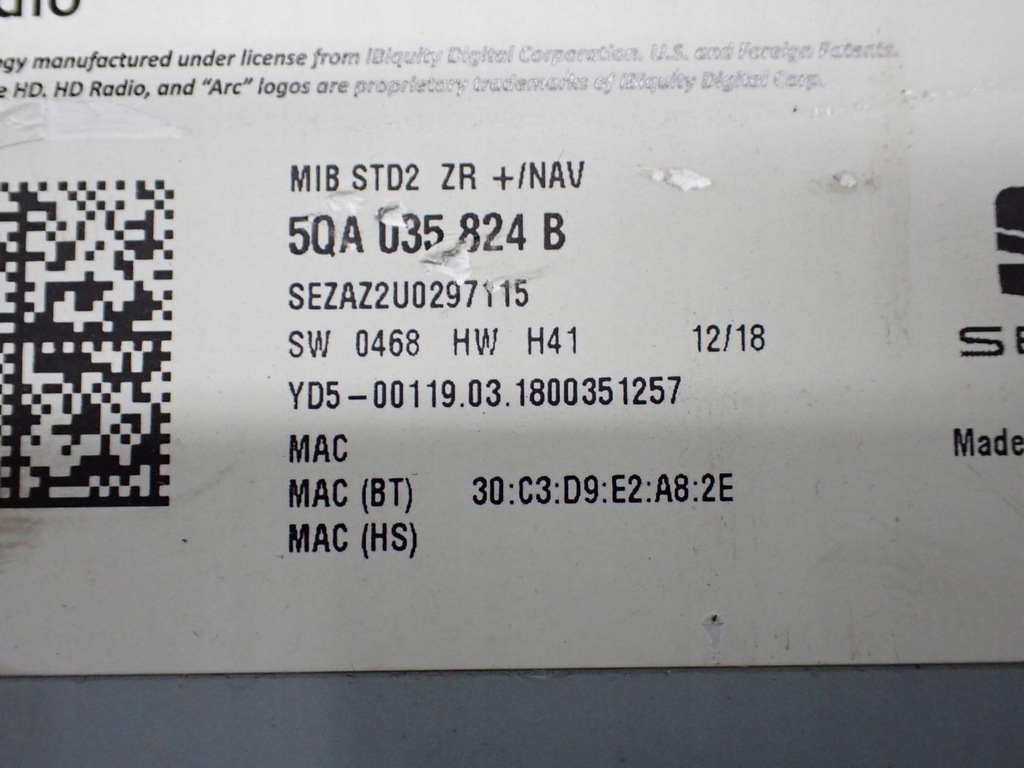 gy manufactured under license from iBiquity Digital Corporation. U.S. and Foreign Patents.
HD, HD Radio, and “Arc” logos are proprietary trademarks of iBiquity Digital Corp.
MIB STD2 ZR +/NAV
5QA 035 824 B
SEZAZ2U0297115
SW 0468 HW H41 12/18
YD5-00119.03.1800351257
MAC
MAC (BT) 30:C3:D9:E2:A8:2E
MAC (HS)
SE
Made